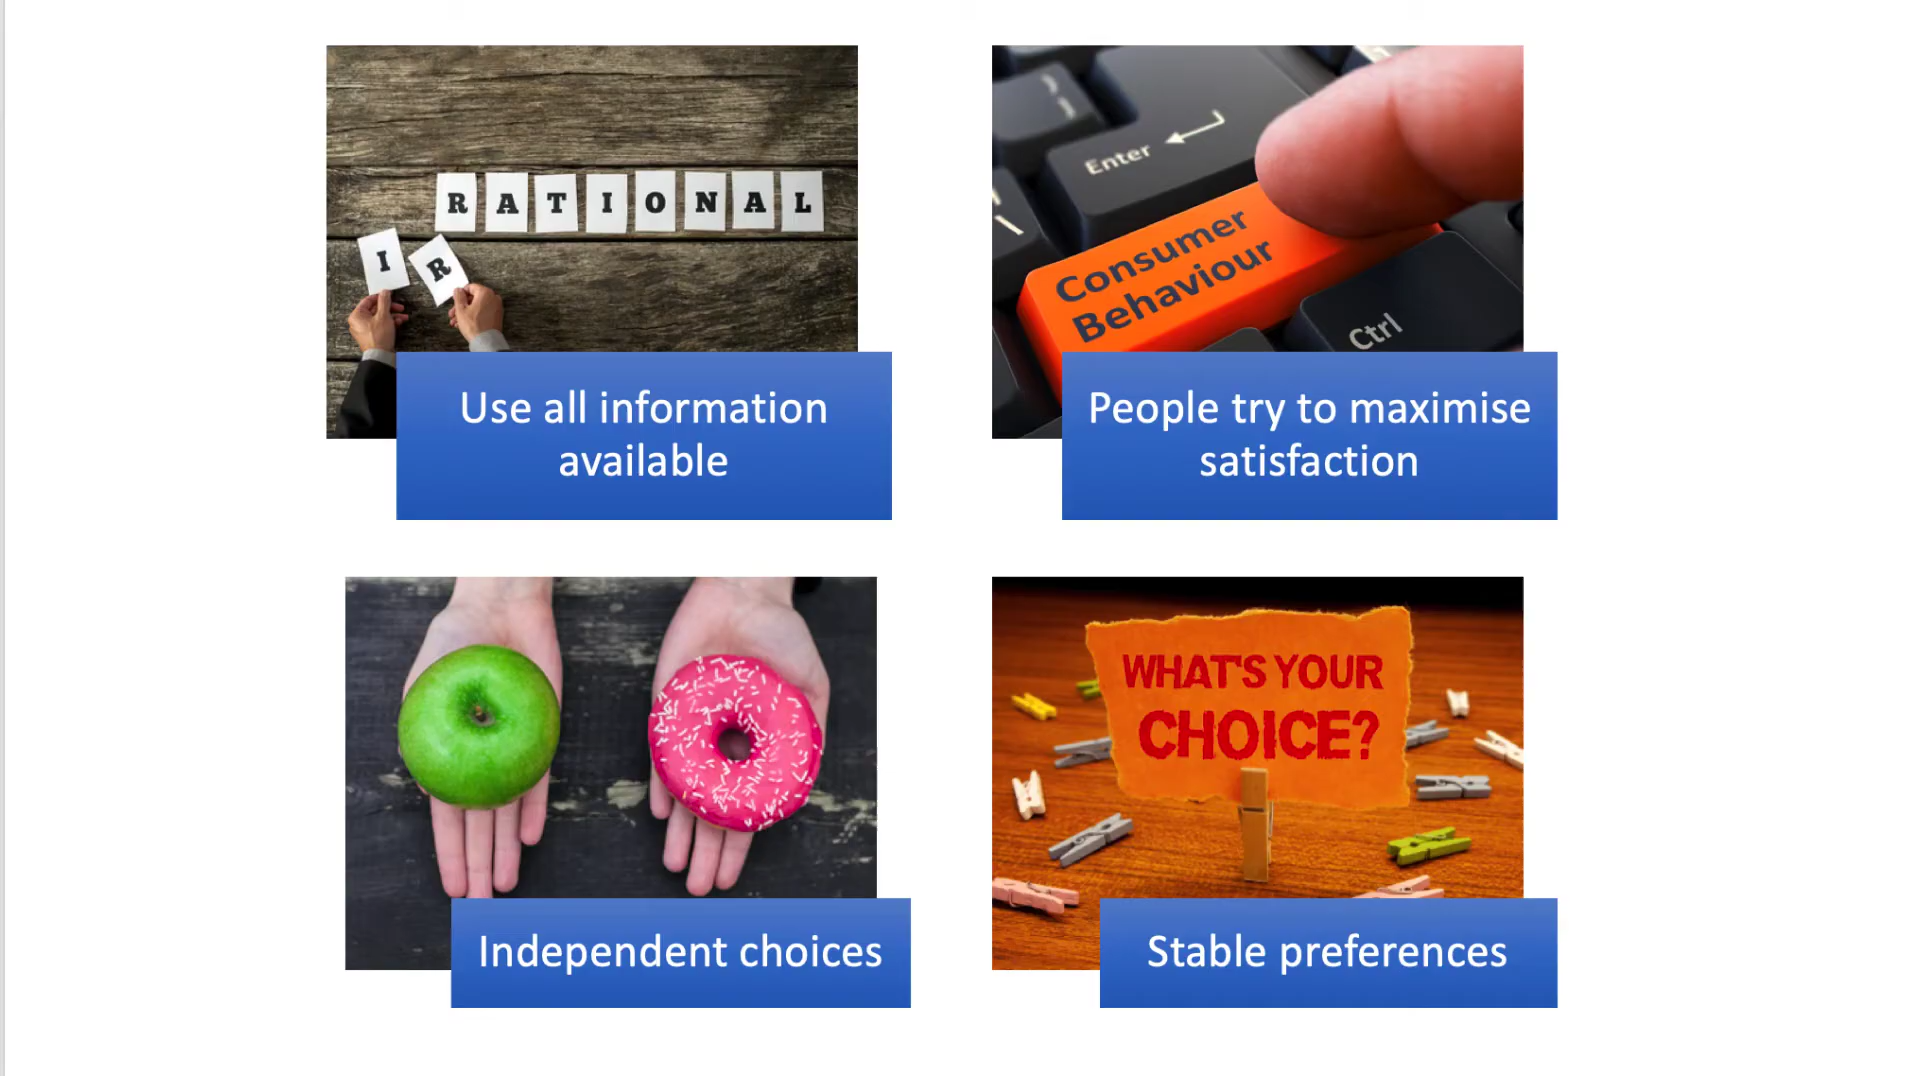 RATIONAL
I R
Enter
Consumer
Behaviour
Ctrl
Use all information
available
People try to maximise
satisfaction
WHAT'S YOUR
CHOICE?
Independent choices
Stable preferences